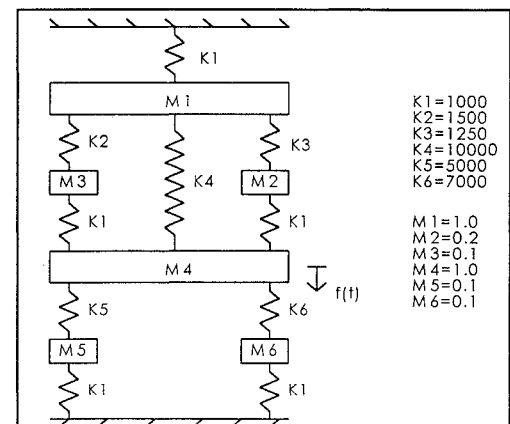 K1
M1
K2
K3
K4
M3
M2
K1
K1
M4
f(t)
K5
K6
M5
M6
K1
K1
K1=1000
K2=1500
K3=1250
K4=10000
K5=5000
K6=7000
M1=1.0
M2=0.2
M3=0.1
M4=1.0
M5=0.1
M6=0.1